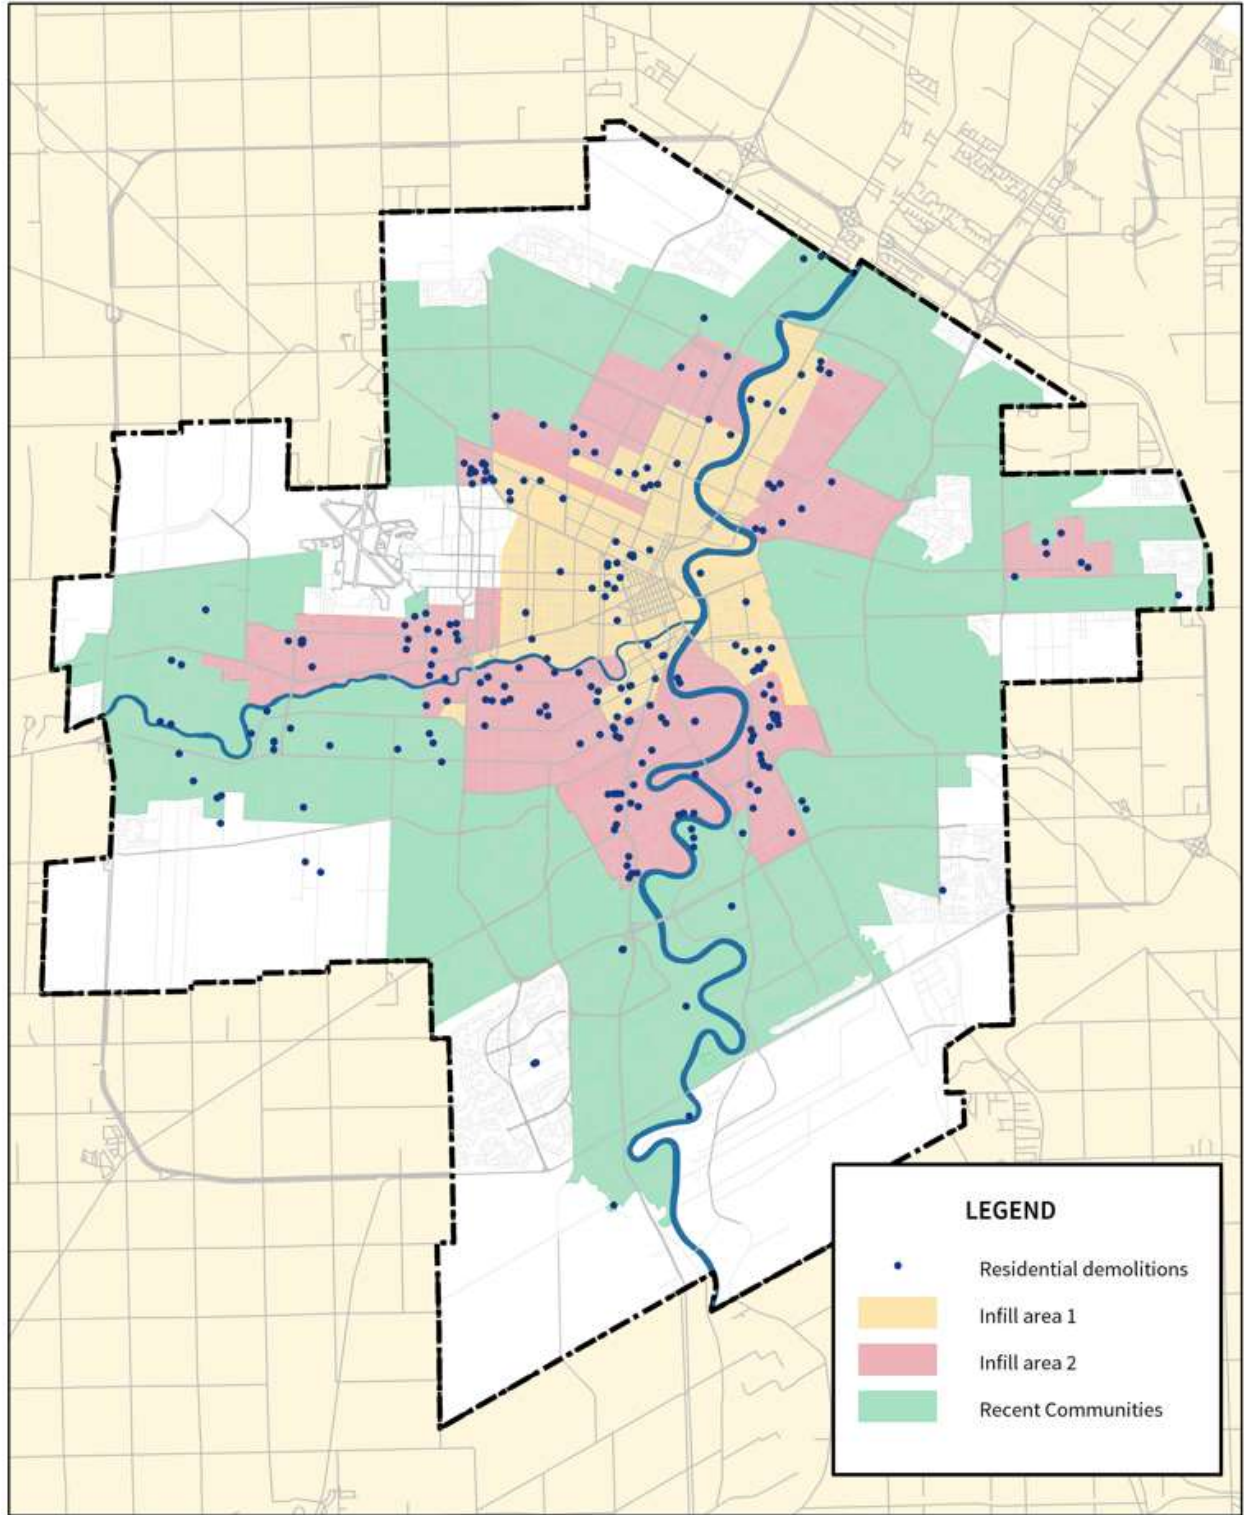 LEGEND
Residential demolitions
Infill area 1
Infill area 2
Recent Communities